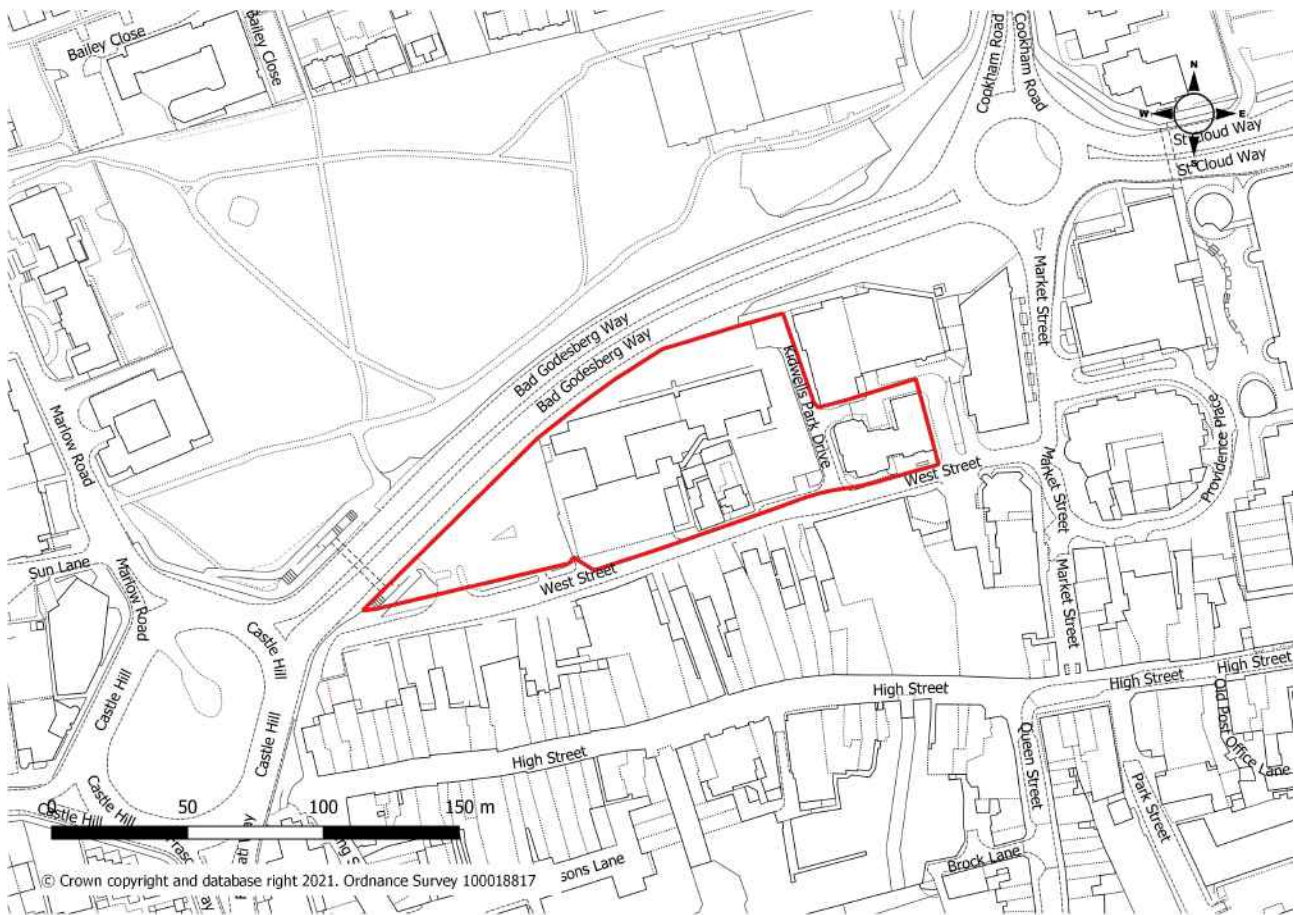 Bailey Close
Bailey Close
Cookham Road
Cookham Road
N
W
E
S
St Cloud Way
St Cloud Way
Market Street
Bad Godesberg Way
Bad Godesberg Way
Kidwells Park Drive
Marlow Road
Providence Place
West Street
Market Street
Sun Lane
Marlow Road
West Street
Market Street
Castle Hill
High Street
High Street
High Street
Old Post Office Lane
Castle Hill
Castle Hill
High Street
Queen Street
Park Street
0 50 100 150 m
Castle Hill
Castle Hill
Brock Lane
© Crown copyright and database right 2021. Ordnance Survey 100018817